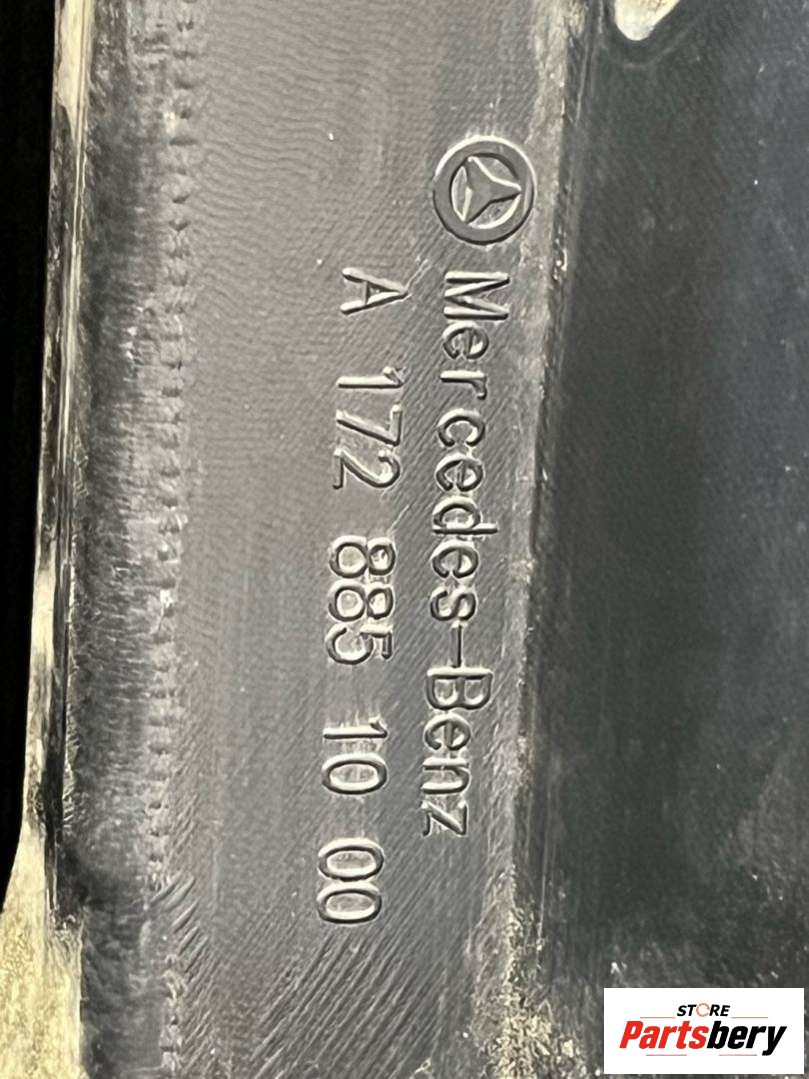 Mercedes-Benz
A 172 885 10 00
STORE
Partsbery